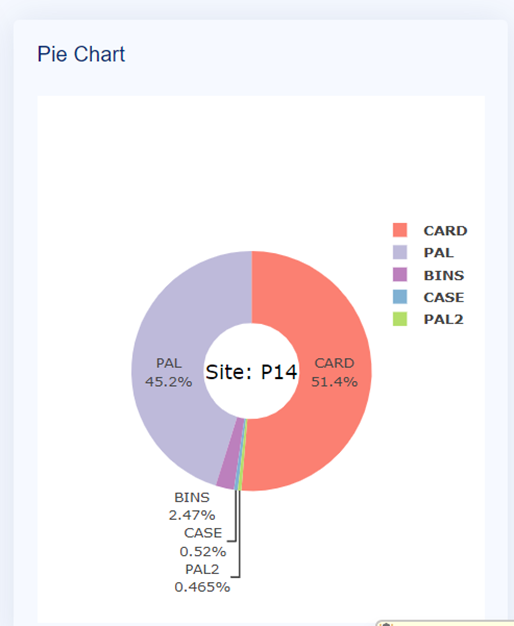 Pie Chart
CARD
PAL
BINS
CASE
PAL2
PAL
45.2%
Site: P14
CARD
51.4%
BINS
2.47%
CASE
0.52%
PAL2
0.465%